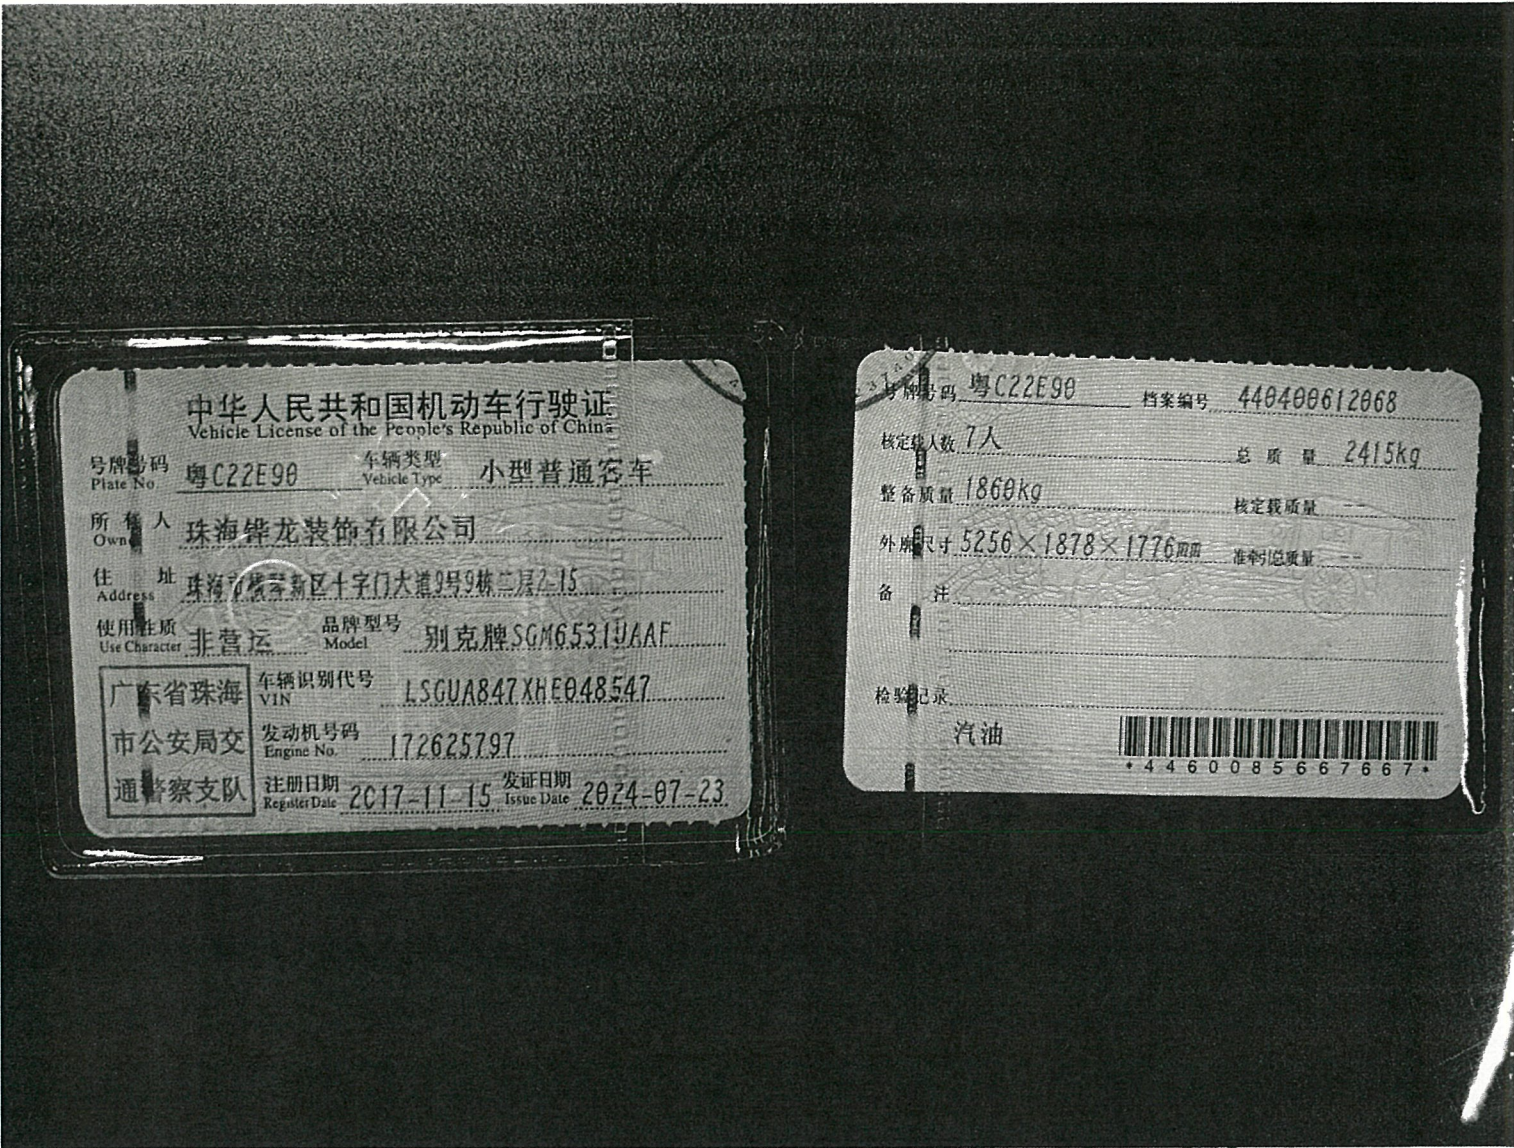 中华人民共和国机动车行驶证
Vehicle License of the People's Republic of China
号牌号码 Plate No. 粤C22E90 车辆类型 Vehicle Type 小型普通客车
所有人 Owner 珠海铧龙装饰有限公司
住址 Address 珠海市横琴新区十字门大道9号9栋二层2-15
使用性质 Use Character 非营运 品牌型号 Model 别克牌SGM6531UAAF
广东省珠海市公安局交通警察支队
车辆识别代号 VIN LSGUA847XHE048547
发动机号码 Engine No. 172625797
注册日期 Register Date 2017-11-15 发证日期 Issue Date 2024-07-23
号牌号码 粤C22E90 档案编号 440400612068
核定载人数 7人 总质量 2415kg
整备质量 1860kg 核定载质量 --
外廓尺寸 5256×1878×1776mm 准牵引总质量 --
备注
检验记录
汽油
*4460085667667*